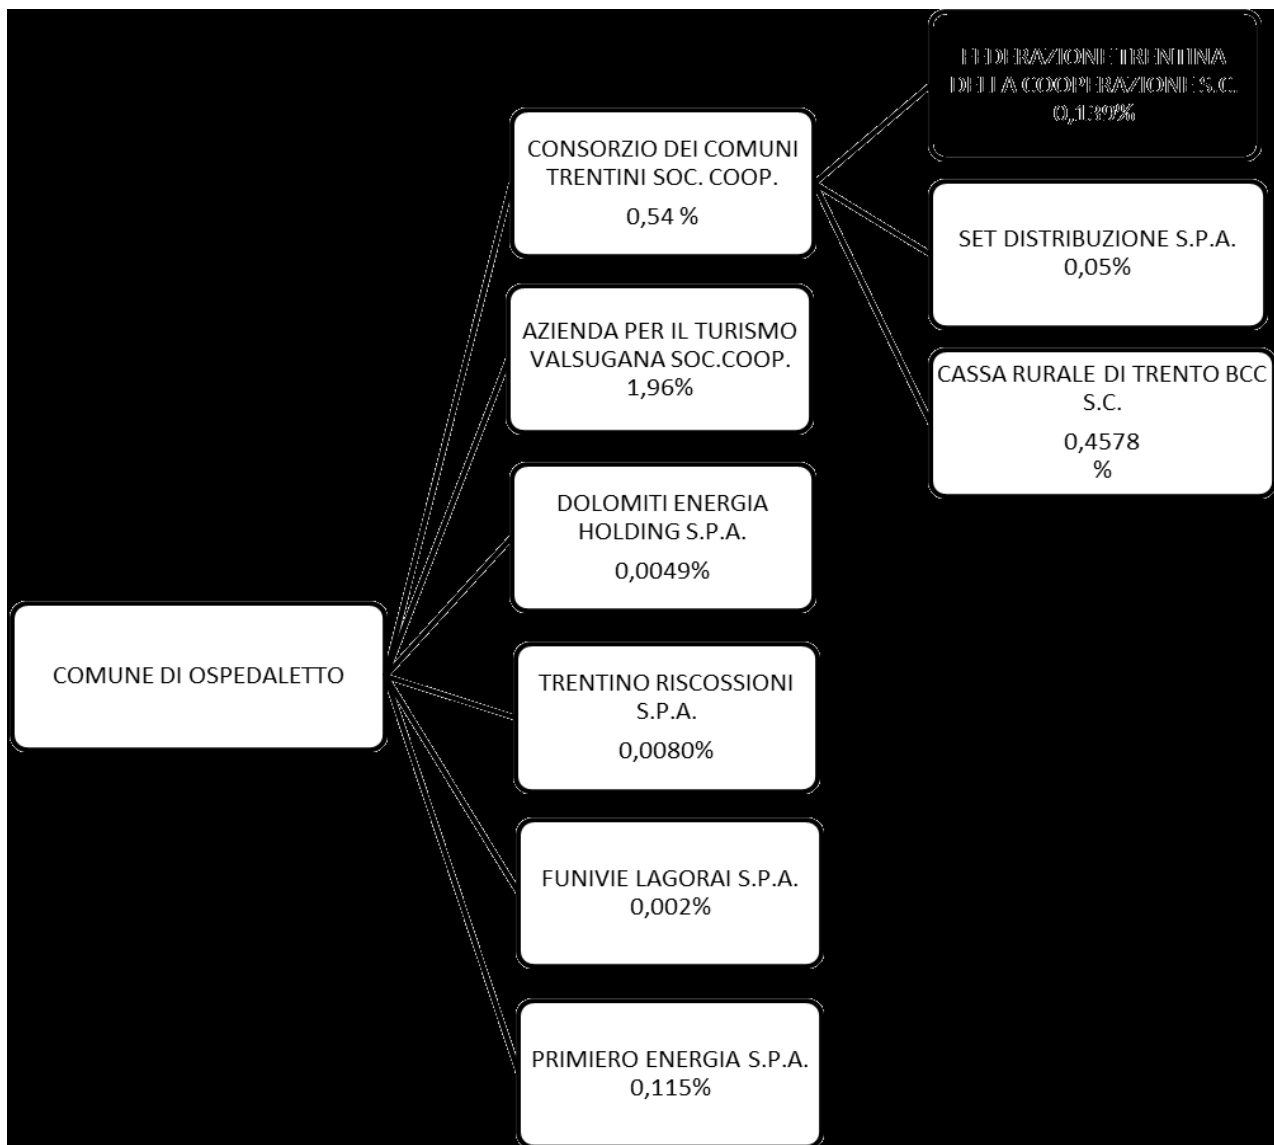 COMUNE DI OSPEDALETTO
CONSORZIO DEI COMUNI
TRENTINI SOC. COOP.
0,54 %
AZIENDA PER IL TURISMO
VALSUGANA SOC.COOP.
1,96%
DOLOMITI ENERGIA
HOLDING S.P.A.
0,0049%
TRENTINO RISCOSSIONI
S.P.A.
0,0080%
FUNIVIE LAGORAI S.P.A.
0,002%
PRIMIERO ENERGIA S.P.A.
0,115%
FEDERAZIONE TRENTINA
DELLA COOPERAZIONE S.C.
0,139%
SET DISTRIBUZIONE S.P.A.
0,05%
CASSA RURALE DI TRENTO BCC
S.C.
0,4578
%